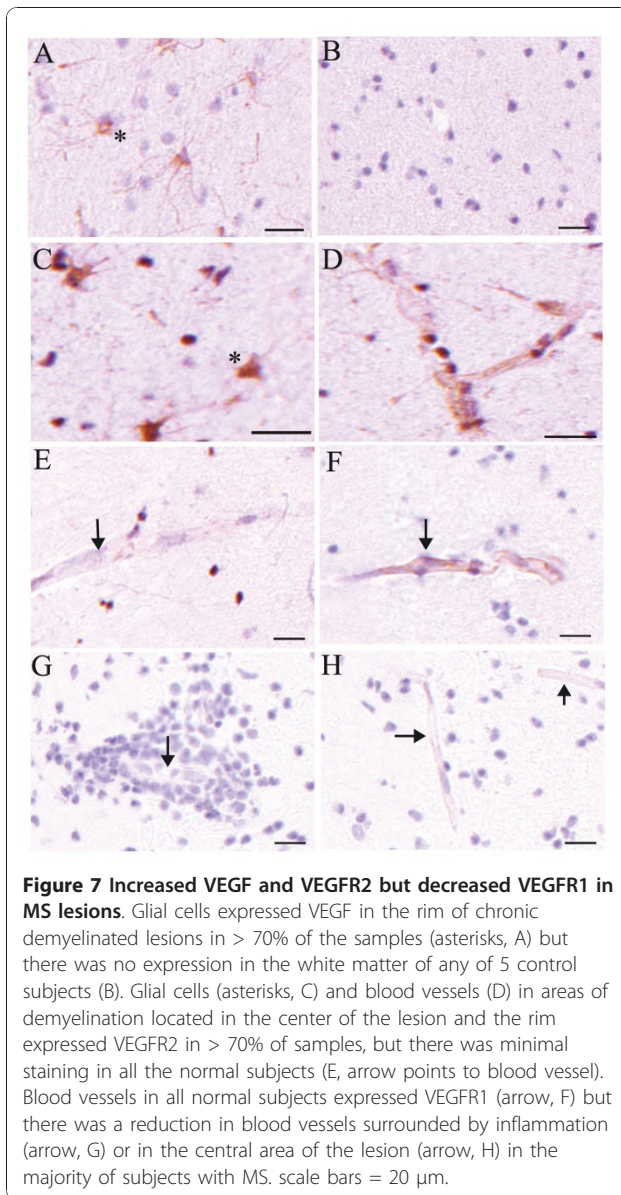 A
B
*
C
D
*
E
F
G
H
Figure 7 Increased VEGF and VEGFR2 but decreased VEGFR1 in
MS lesions. Glial cells expressed VEGF in the rim of chronic
demyelinated lesions in > 70% of the samples (asterisks, A) but
there was no expression in the white matter of any of 5 control
subjects (B). Glial cells (asterisks, C) and blood vessels (D) in areas of
demyelination located in the center of the lesion and the rim
expressed VEGFR2 in > 70% of samples, but there was minimal
staining in all the normal subjects (E, arrow points to blood vessel).
Blood vessels in all normal subjects expressed VEGFR1 (arrow, F) but
there was a reduction in blood vessels surrounded by inflammation
(arrow, G) or in the central area of the lesion (arrow, H) in the
majority of subjects with MS. scale bars = 20 μm.